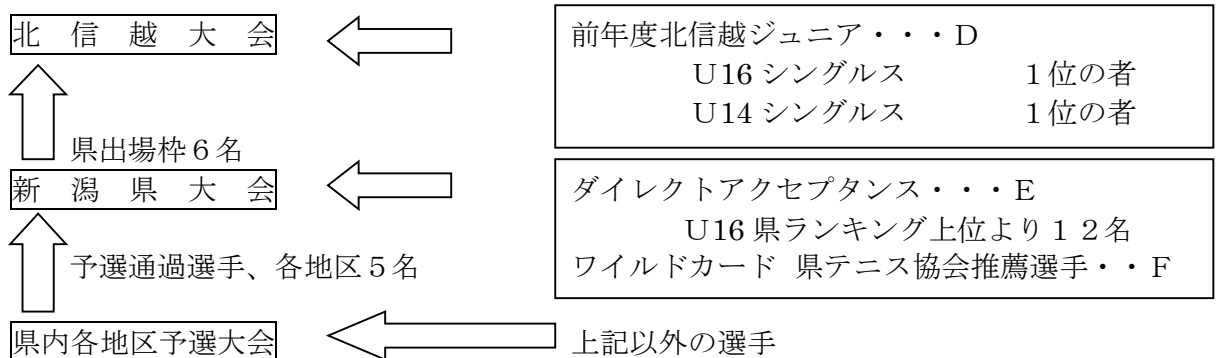 北 信 越 大 会
前年度北信越ジュニア・・・D
U16 シングルス 1位の者
U14 シングルス 1位の者
県出場枠6名
新 潟 県 大 会
ダイレクトアクセプタンス・・・E
U16 県ランキング上位より12名
ワイルドカード 県テニス協会推薦選手・・F
予選通過選手、各地区5名
県内各地区予選大会
上記以外の選手